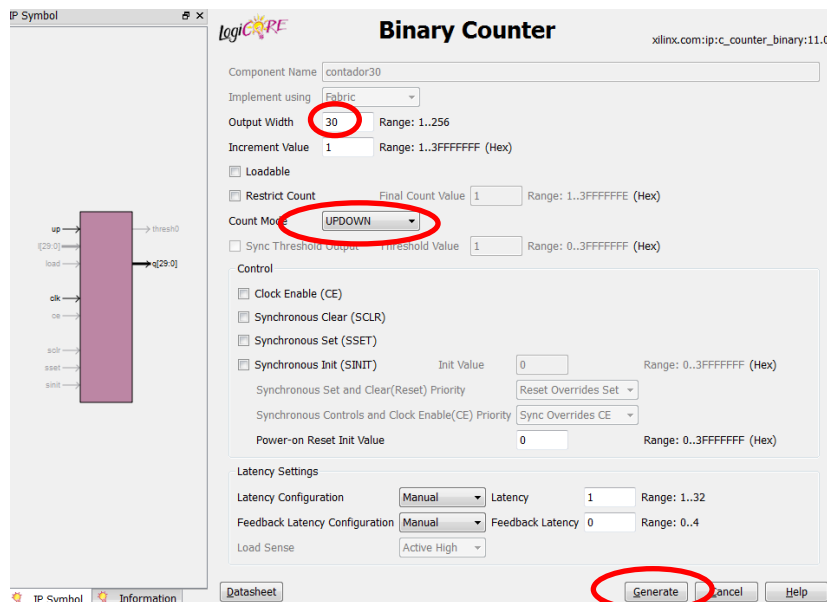 IP Symbol
LogiCORE
Binary Counter
xilinx.com:ip:c_counter_binary:11.0
Component Name contador30
Implement using Fabric
Output Width 30 Range: 1..256
Increment Value 1 Range: 1..3FFFFFFF (Hex)
Loadable
Restrict Count Final Count Value 1 Range: 1..3FFFFFFE (Hex)
Count Mode UPDOWN
Sync Threshold Output Threshold Value 1 Range: 0..3FFFFFFF (Hex)
Control
Clock Enable (CE)
Synchronous Clear (SCLR)
Synchronous Set (SSET)
Synchronous Init (SINIT) Init Value 0 Range: 0..3FFFFFFF (Hex)
Synchronous Set and Clear(Reset) Priority Reset Overrides Set
Synchronous Controls and Clock Enable(CE) Priority Sync Overrides CE
Power-on Reset Init Value 0 Range: 0..3FFFFFFF (Hex)
Latency Settings
Latency Configuration Manual Latency 1 Range: 1..32
Feedback Latency Configuration Manual Feedback Latency 0 Range: 0..4
Load Sense Active High
Datasheet Generate Cancel Help
up thresh0
l[29:0]
load q[29:0]
clk
ce
sclr
sset
sinit
IP Symbol Information